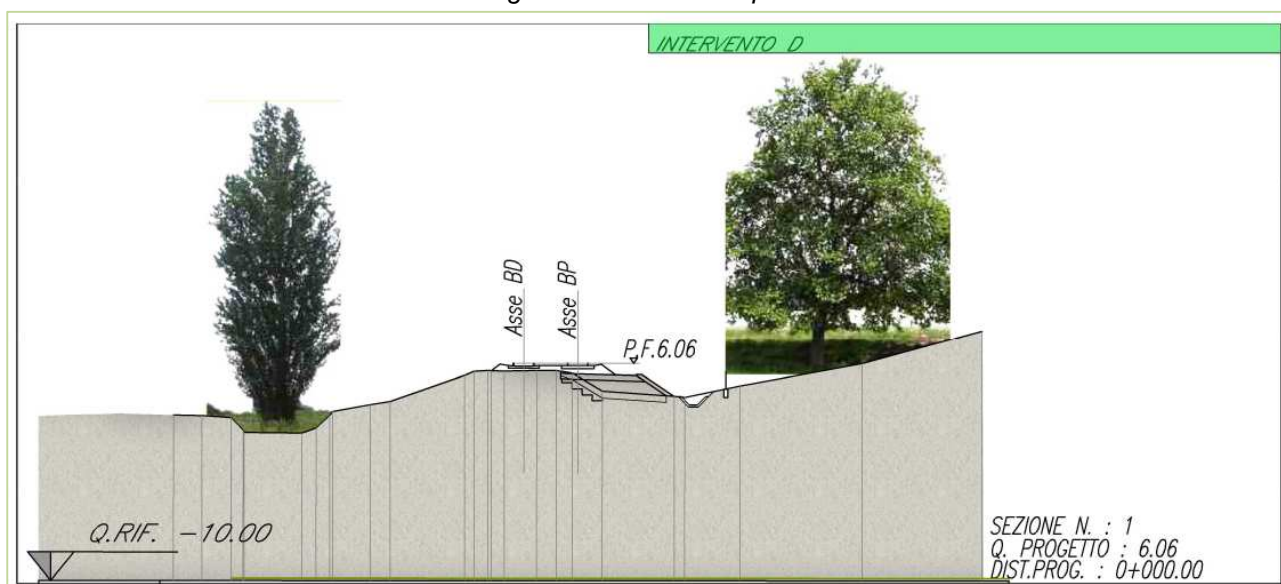 INTERVENTO D
Asse BD
Asse BP
P.F.6.06
Q.RIF. -10.00
SEZIONE N. : 1
Q. PROGETTO : 6.06
DIST.PROG. : 0+000.00